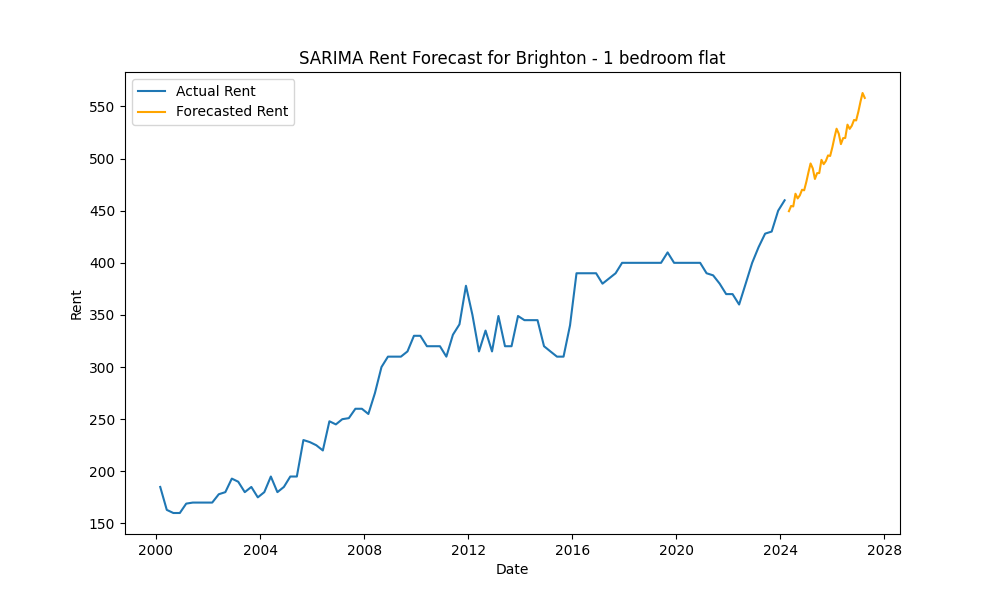 SARIMA Rent Forecast for Brighton - 1 bedroom flat
Actual Rent
Forecasted Rent
550
500
450
400
350
300
250
200
150
Rent
2000 2004 2008 2012 2016 2020 2024 2028
Date